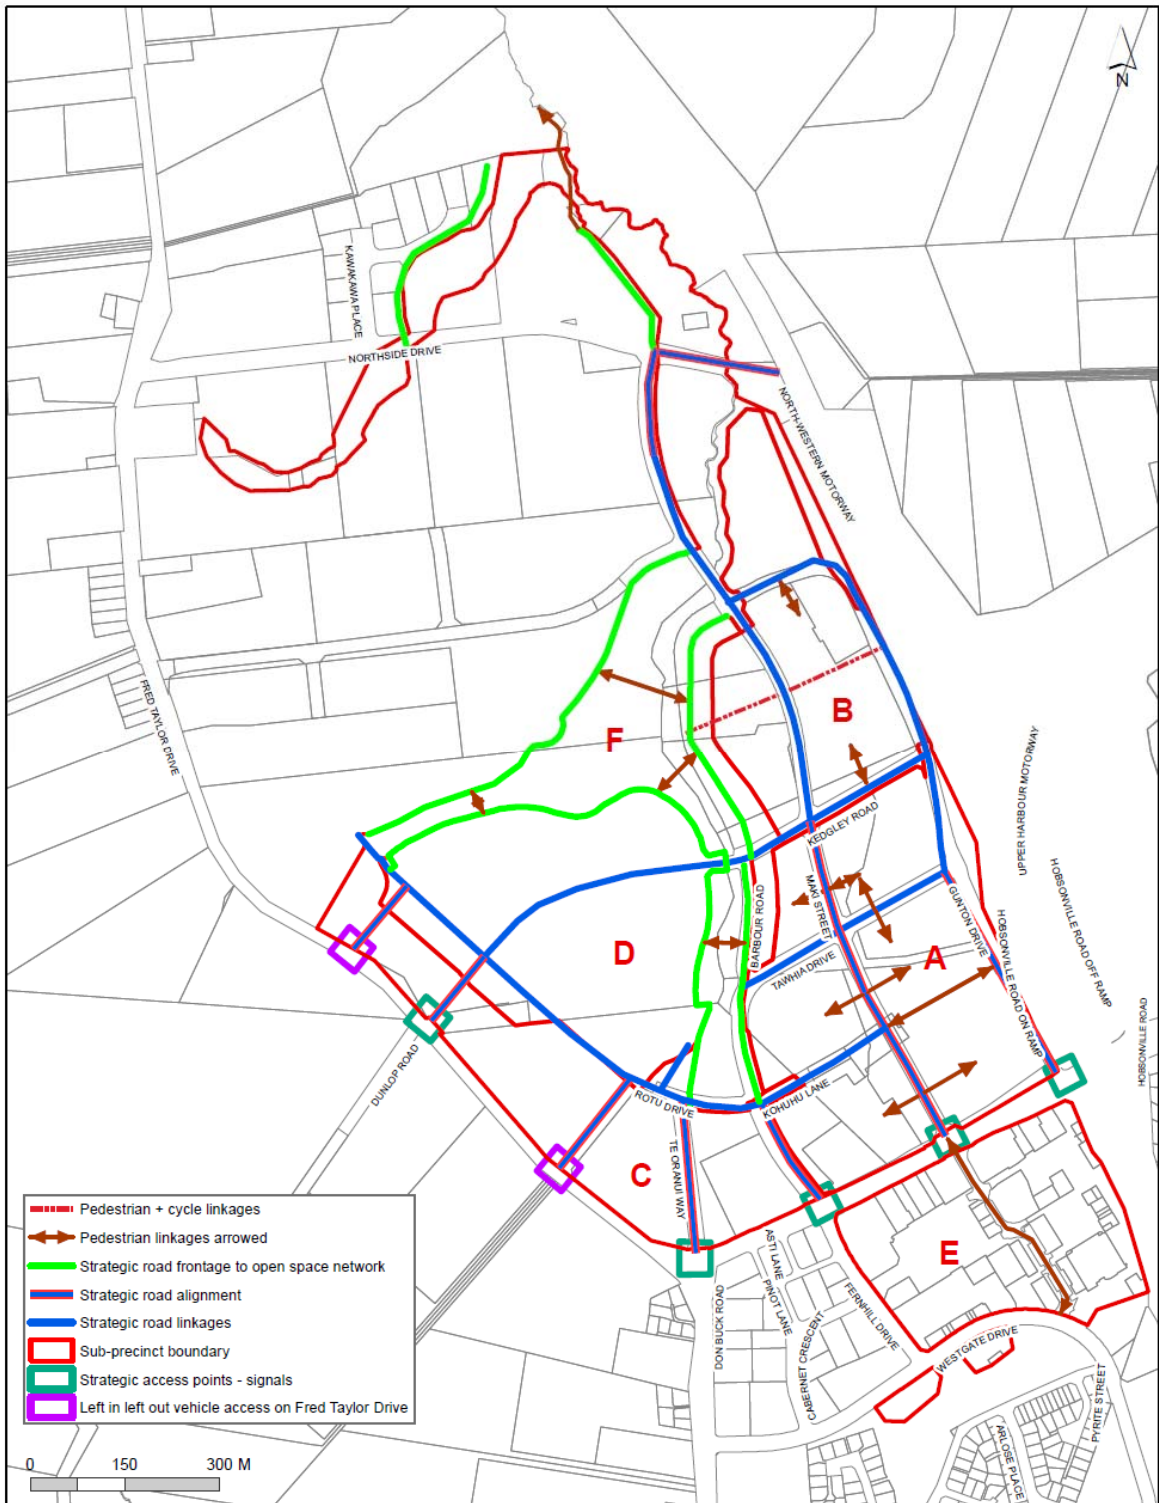 N
KAWAKAWA PLACE
NORTHSIDE DRIVE
NORTH-WESTERN MOTORWAY
FRED TAYLOR DRIVE
B
F
UPPER HARBOUR MOTORWAY
KEDGLEY ROAD
HOBSONVILLE ROAD OFF RAMP
MAKI STREET
GUNTON DRIVE
BARBOUR ROAD
HOBSONVILLE ROAD ON RAMP
A
D
TAWHIA DRIVE
HOBSONVILLE ROAD
DUNLOP ROAD
ROTU DRIVE
KOHUHU LANE
C
TE ORANUI WAY
ASTI LANE
PINOT LANE
E
DON BUCK ROAD
CABERNET CRESCENT
FERNHILL DRIVE
WESTGATE DRIVE
PYRITE STREET
ARLOSE PLACE
Pedestrian + cycle linkages
Pedestrian linkages arrowed
Strategic road frontage to open space network
Strategic road alignment
Strategic road linkages
Sub-precinct boundary
Strategic access points - signals
Left in left out vehicle access on Fred Taylor Drive
0 150 300 M